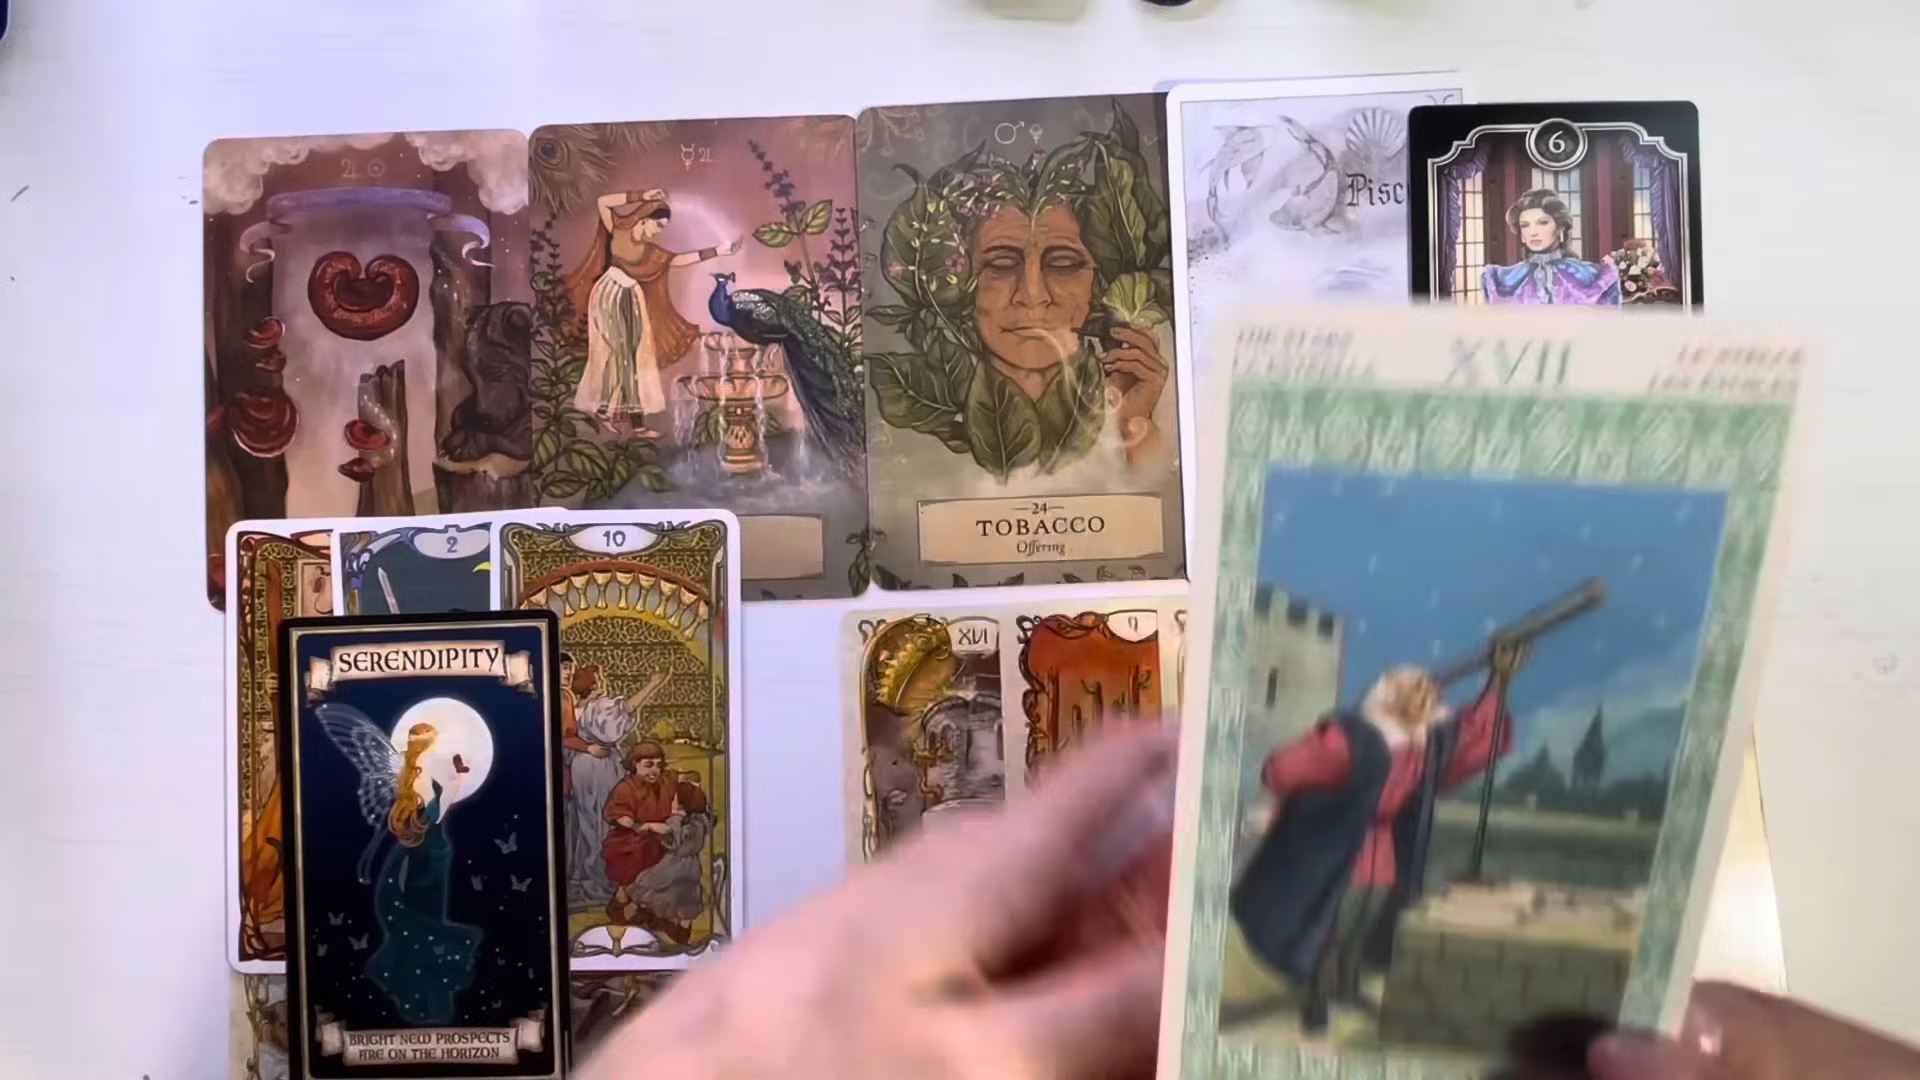 6
Pisc
XVII
24
TOBACCO
Offering
2
10
XVI
SERENDIPITY
BRIGHT NEW PROSPECTS
ARE ON THE HORIZON